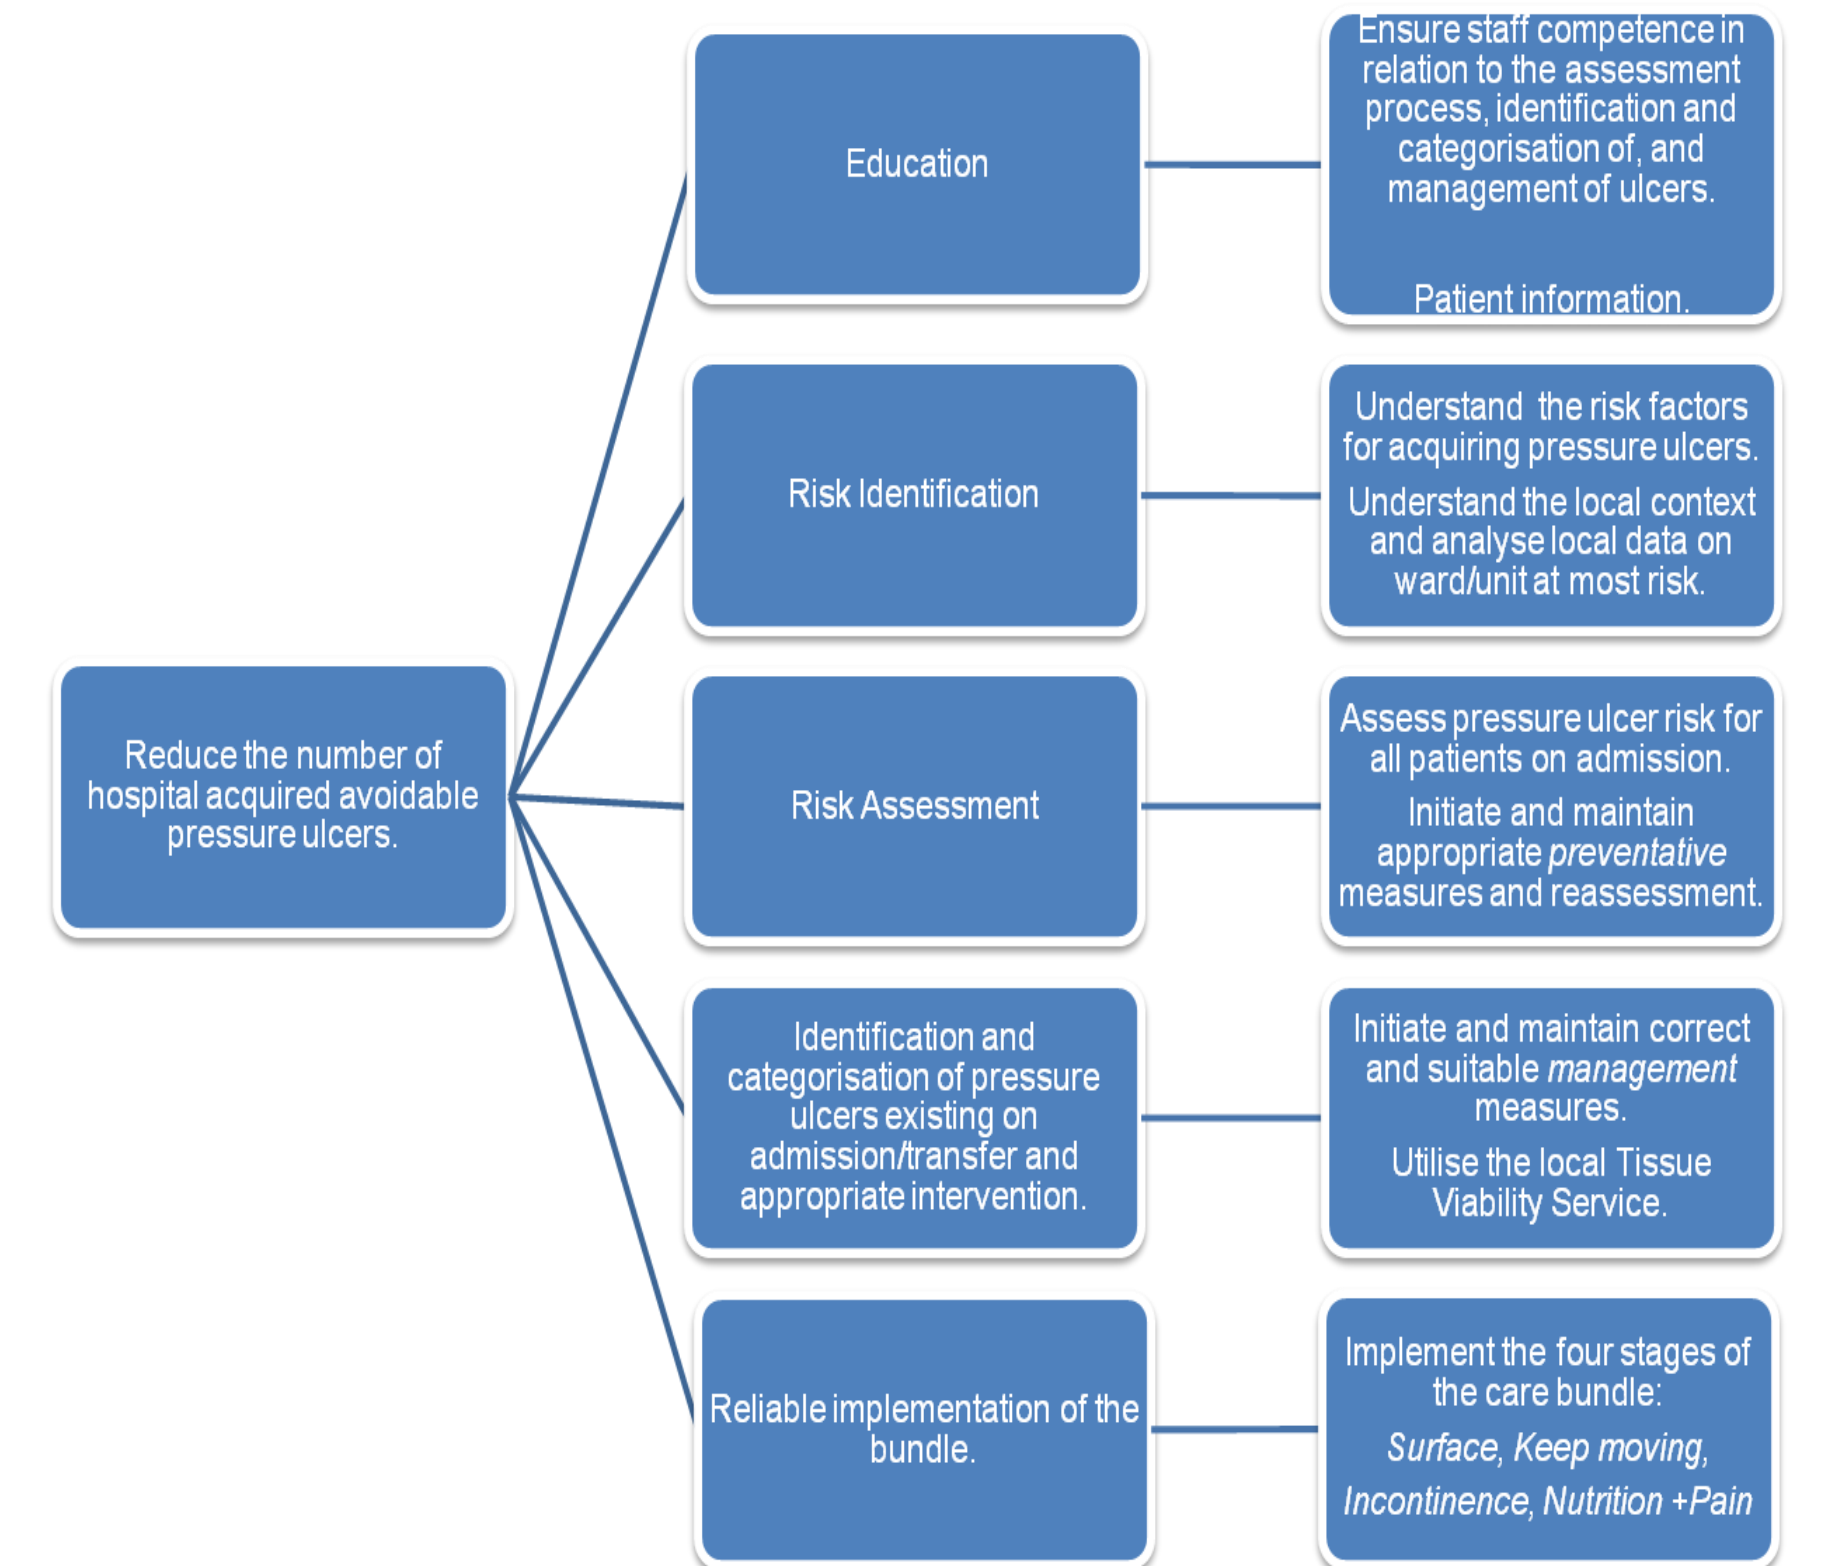 Reduce the number of
hospital acquired avoidable
pressure ulcers.
Education
Ensure staff competence in
relation to the assessment
process, identification and
categorisation of, and
management of ulcers.
Patient information.
Risk Identification
Understand the risk factors
for acquiring pressure ulcers.
Understand the local context
and analyse local data on
ward/unit at most risk.
Risk Assessment
Assess pressure ulcer risk for
all patients on admission.
Initiate and maintain
appropriate preventative
measures and reassessment.
Identification and
categorisation of pressure
ulcers existing on
admission/transfer and
appropriate intervention.
Initiate and maintain correct
and suitable management
measures.
Utilise the local Tissue
Viability Service.
Reliable implementation of the
bundle.
Implement the four stages of
the care bundle:
Surface, Keep moving,
Incontinence, Nutrition +Pain